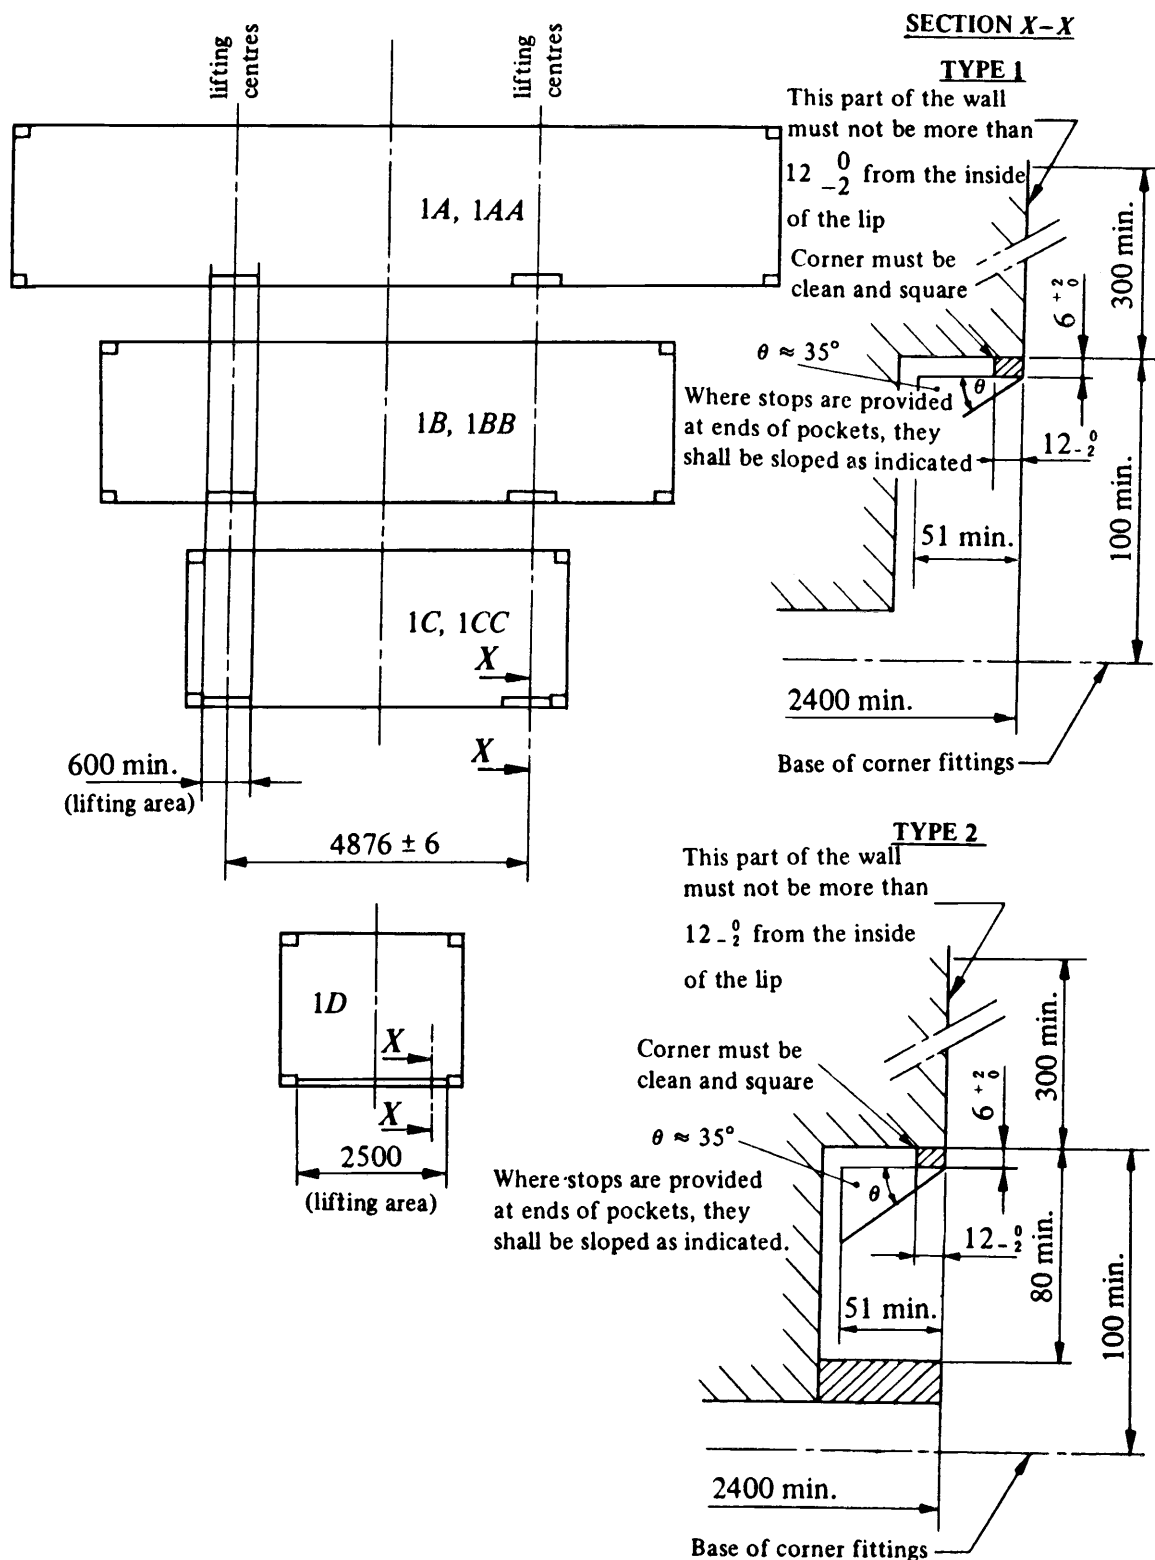 lifting
centres
lifting
centres
1A, 1AA
1B, 1BB
1C, 1CC
X
X
600 min.
(lifting area)
4876 ± 6
1D
X
X
2500
(lifting area)
SECTION X–X
TYPE 1
This part of the wall
must not be more than
12 0 −2 from the inside
of the lip
Corner must be
clean and square
θ ≈ 35°
Where stops are provided
at ends of pockets, they
shall be sloped as indicated
θ
6 +2 0
300 min.
12 −2 0
51 min.
100 min.
2400 min.
Base of corner fittings
TYPE 2
This part of the wall
must not be more than
12 −2 0 from the inside
of the lip
Corner must be
clean and square
θ ≈ 35°
Where stops are provided
at ends of pockets, they
shall be sloped as indicated.
θ
6 +2 0
300 min.
12 −2 0
51 min.
80 min.
100 min.
2400 min.
Base of corner fittings